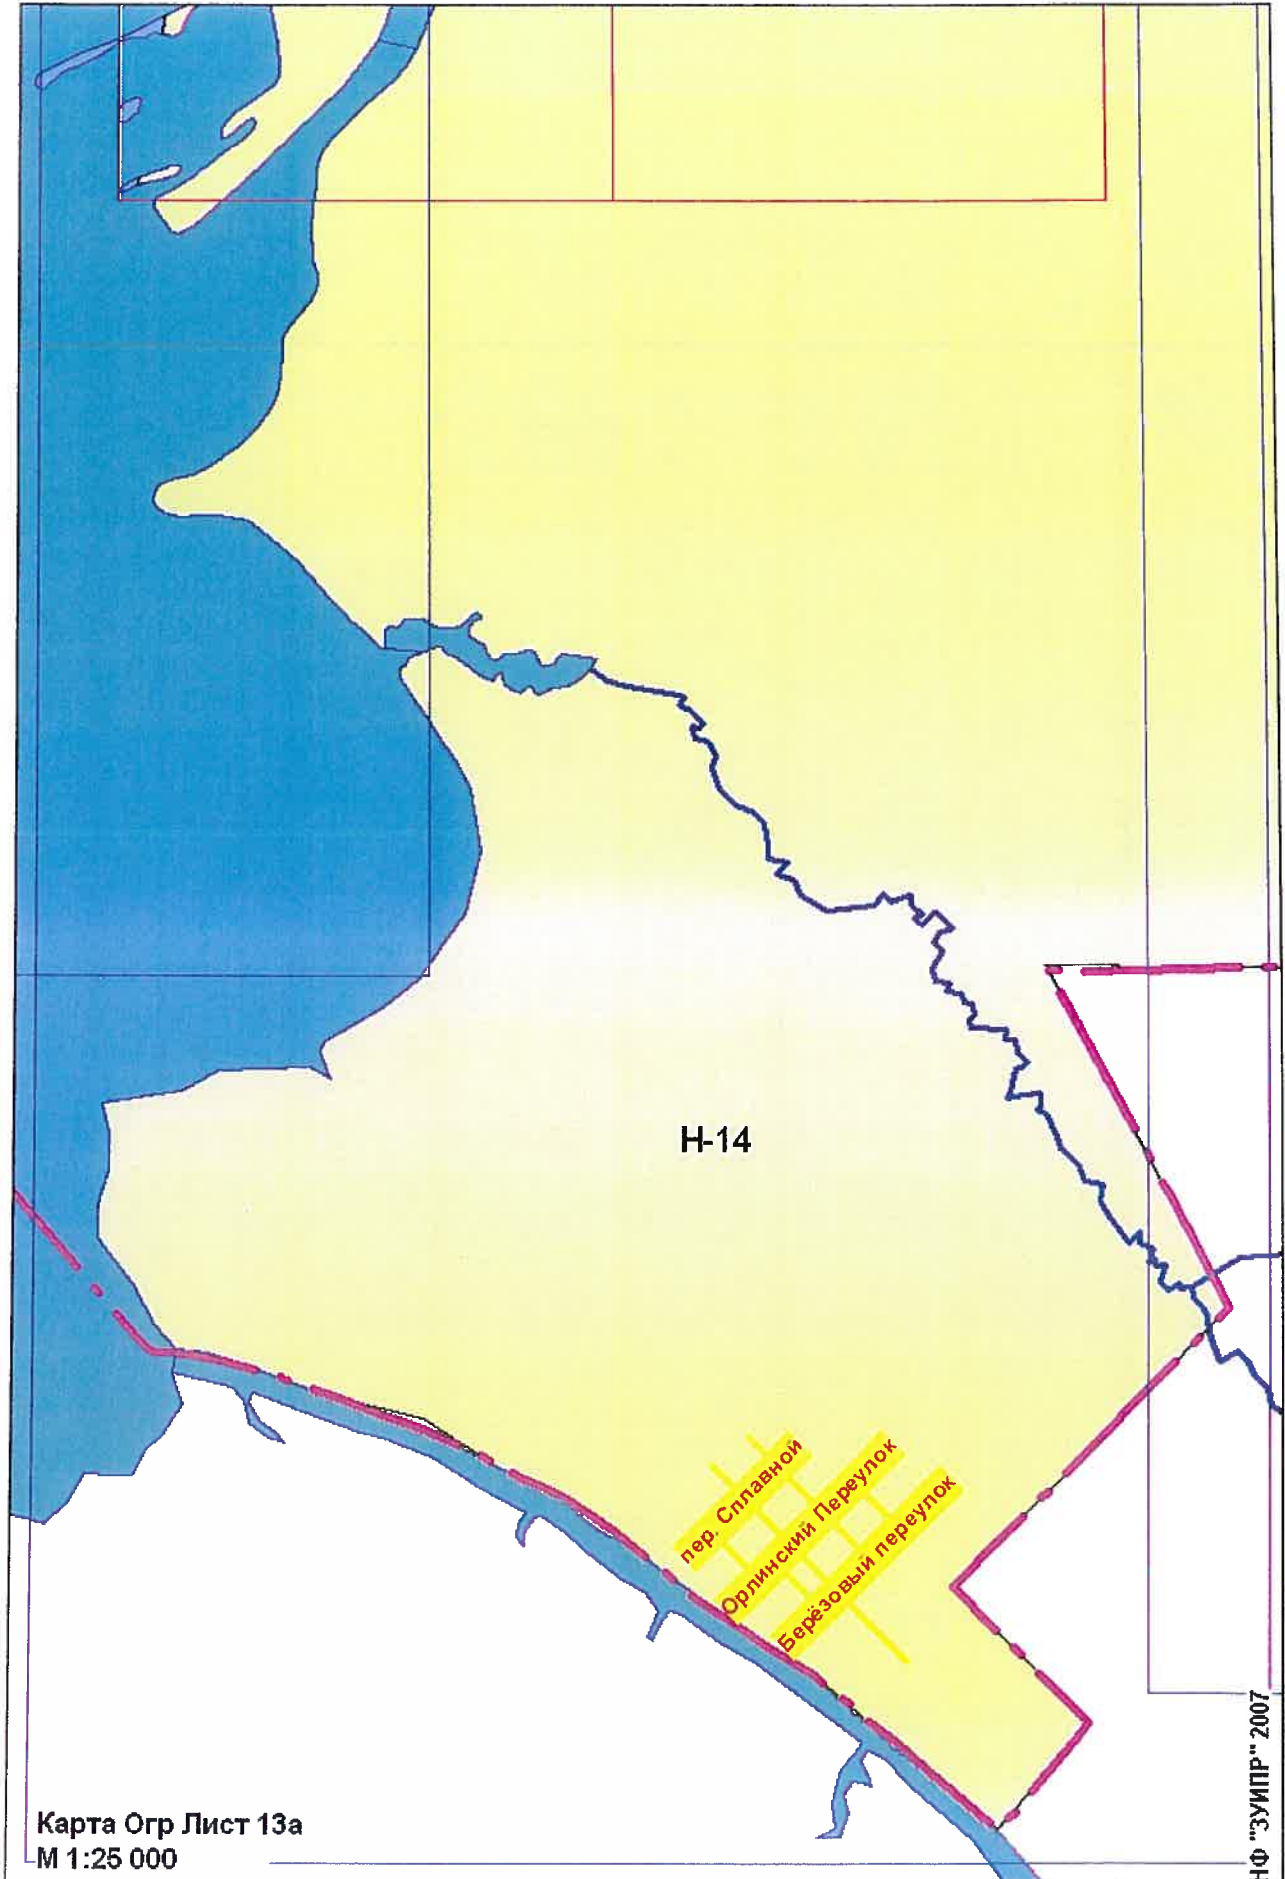 Н-14
пер. Сплавной
Орлинский Переулок
Берёзовый переулок
Карта Огр Лист 13а
М 1:25 000
НФ "ЗУИПР" 2007